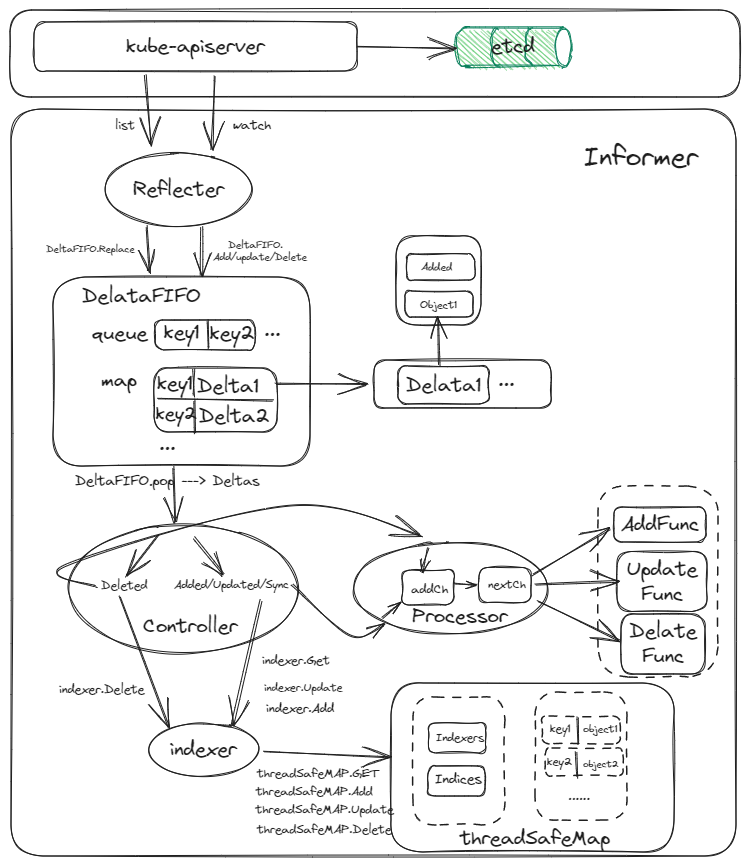 kube-apiserver
etcd
list
watch
Informer
Reflecter
DeltaFIFO.Replace
DeltaFIFO.
Add/update/Delete
DelataFIFO
queue key1 key2 ...
map key1 Delta1
key2 Delta2
...
Added
Object1
Delata1 ...
DeltaFIFO.pop ---> Deltas
Deleted
Added/Updated/Sync
Controller
addCh
nextCh
Processor
AddFunc
Update
Func
Delate
Func
indexer.Delete
indexer.Get
indexer.Update
indexer.Add
indexer
threadSafeMAP.GET
threadSafeMAP.Add
threadSafeMAP.Update
threadSafeMAP.Delete
Indexers
Indices
key1 object1
key2 object2
......
threadSafeMap